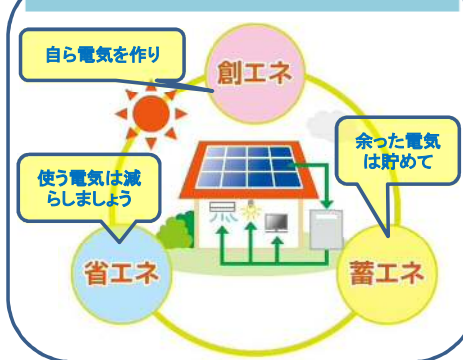 自ら電気を作り
創エネ
余った電気
は貯めて
使う電気は減
らしましょう
省エネ
蓄エネ